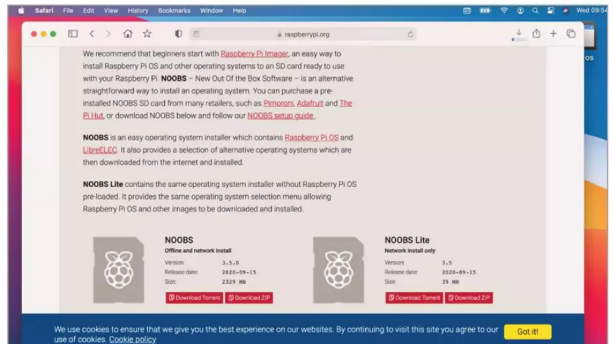 Safari File Edit View History Bookmarks Window Help Wed 09:54
raspberrypi.org
We recommend that beginners start with Raspberry Pi Imager, an easy way to
install Raspberry Pi OS and other operating systems to an SD card ready to use
with your Raspberry Pi. NOOBS – New Out Of the Box Software – is an alternative
straightforward way to install an operating system. You can purchase a pre-
installed NOOBS SD card from many retailers, such as Pimoroni, Adafruit and The
Pi Hut, or download NOOBS below and follow our NOOBS setup guide.
NOOBS is an easy operating system installer which contains Raspberry Pi OS and
LibreELEC. It also provides a selection of alternative operating systems which are
then downloaded from the internet and installed.
NOOBS Lite contains the same operating system installer without Raspberry Pi OS
pre-loaded. It provides the same operating system selection menu allowing
Raspberry Pi OS and other images to be downloaded and installed.
NOOBS
Offline and network install
Version: 3.5.0
Release date: 2020-09-15
Size: 2329 MB
Download Torrent Download ZIP
NOOBS Lite
Network install only
Version: 3.5
Release date: 2020-09-15
Size: 39 MB
Download Torrent Download ZIP
We use cookies to ensure that we give you the best experience on our websites. By continuing to visit this site you agree to our
use of cookies. Cookie policy
Got it!